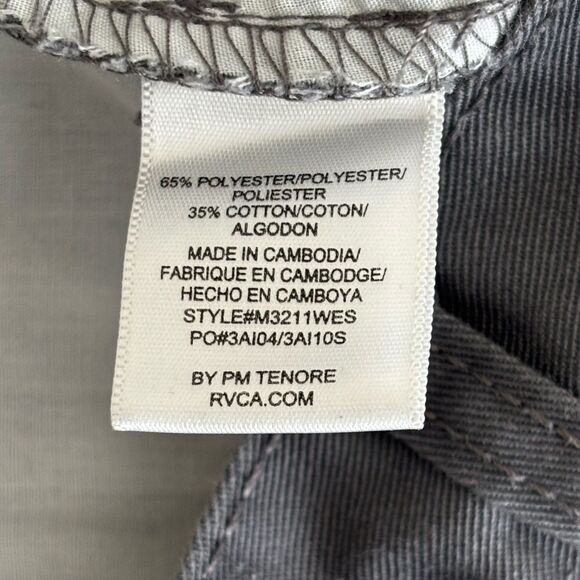 65% POLYESTER/POLYESTER/
POLIESTER
35% COTTON/COTON/
ALGODON
MADE IN CAMBODIA/
FABRIQUE EN CAMBODGE/
HECHO EN CAMBOYA
STYLE#M3211WES
PO#3AI04/3AI10S
BY PM TENORE
RVCA.COM